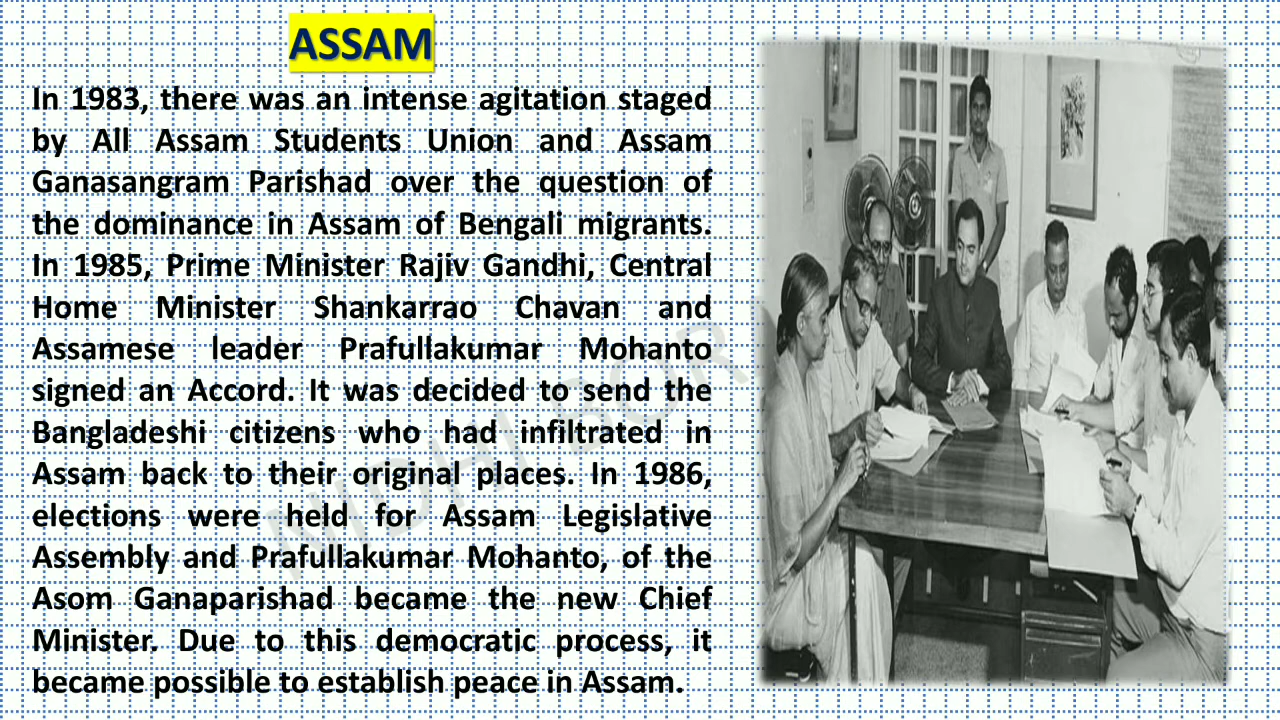 ASSAM
In 1983, there was an intense agitation staged
by All Assam Students Union and Assam
Ganasangram Parishad over the question of
the dominance in Assam of Bengali migrants.
In 1985, Prime Minister Rajiv Gandhi, Central
Home Minister Shankarrao Chavan and
Assamese leader Prafullakumar Mohanto
signed an Accord. It was decided to send the
Bangladeshi citizens who had infiltrated in
Assam back to their original places. In 1986,
elections were held for Assam Legislative
Assembly and Prafullakumar Mohanto, of the
Asom Ganaparishad became the new Chief
Minister. Due to this democratic process, it
became possible to establish peace in Assam.